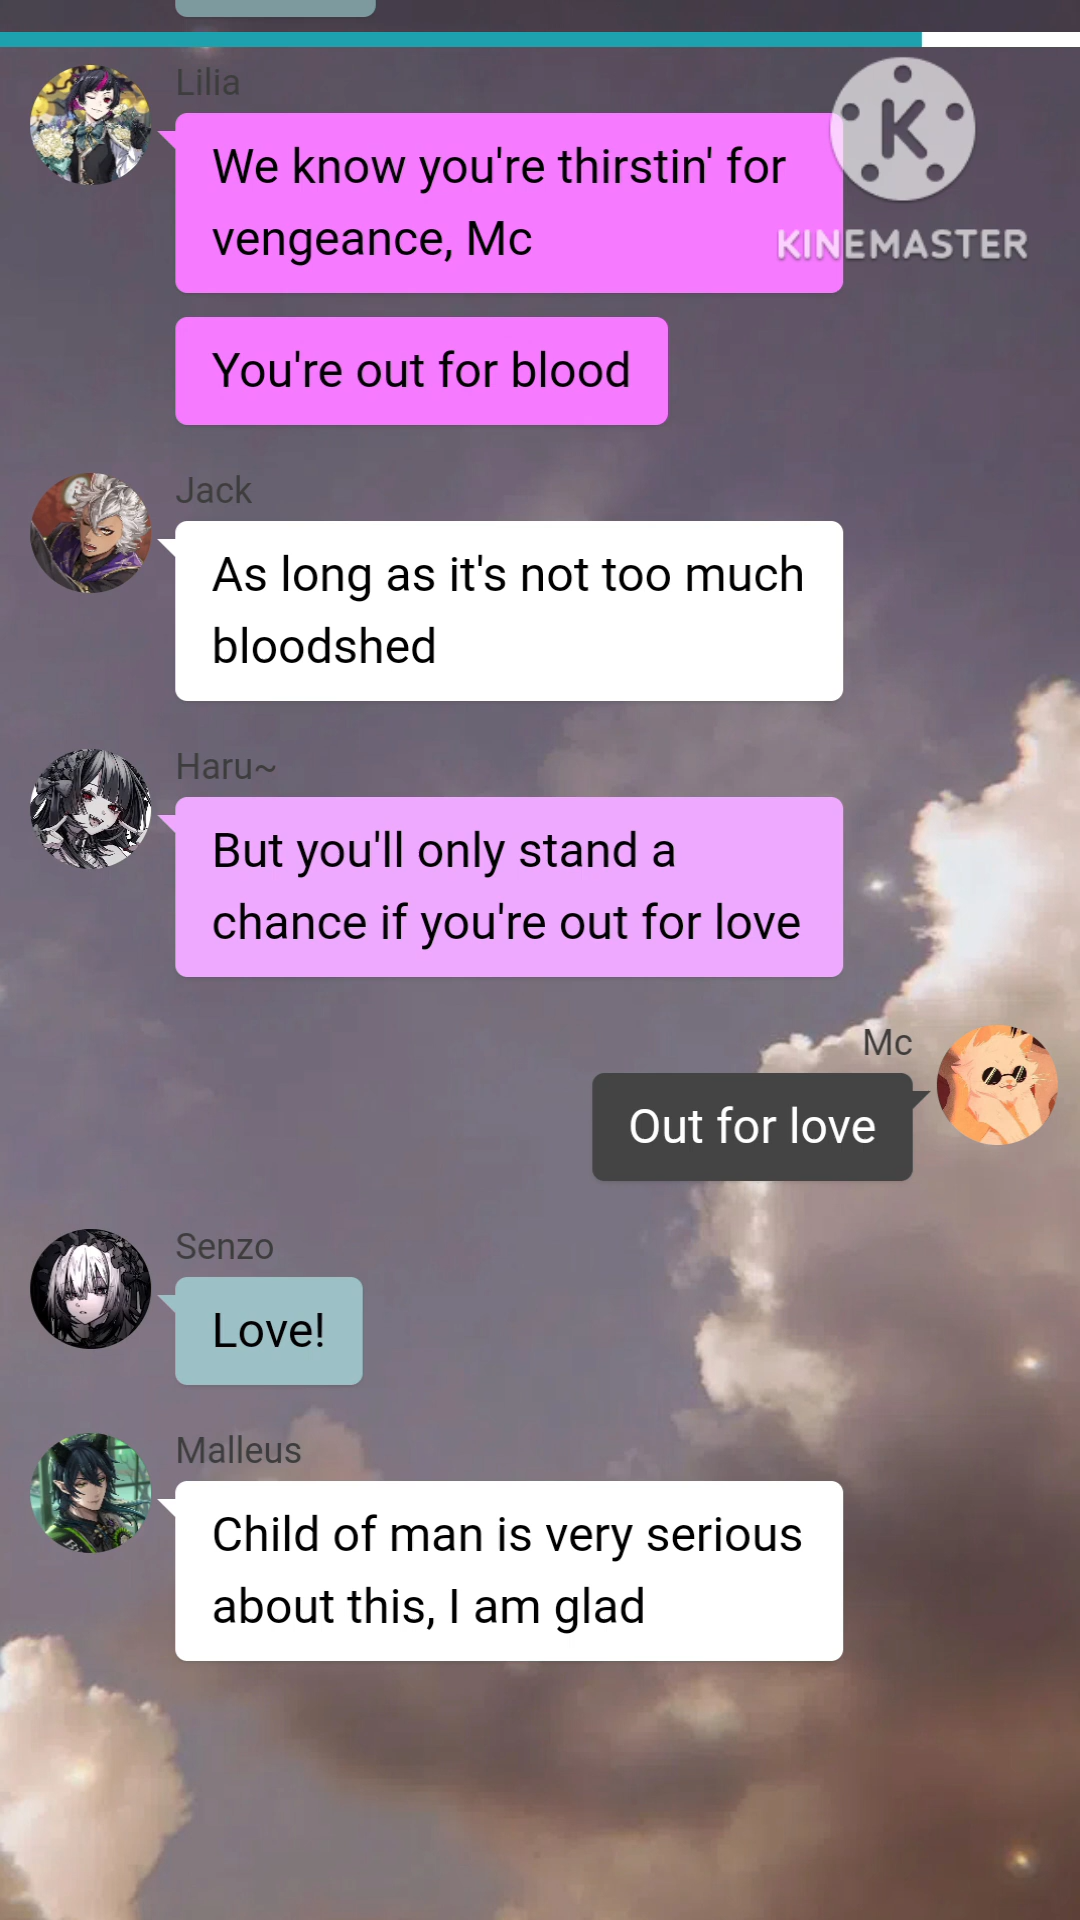 Lilia
We know you're thirstin' for
vengeance, Mc
K
KINEMASTER
You're out for blood
Jack
As long as it's not too much
bloodshed
Haru~
But you'll only stand a
chance if you're out for love
Mc
Out for love
Senzo
Love!
Malleus
Child of man is very serious
about this, I am glad